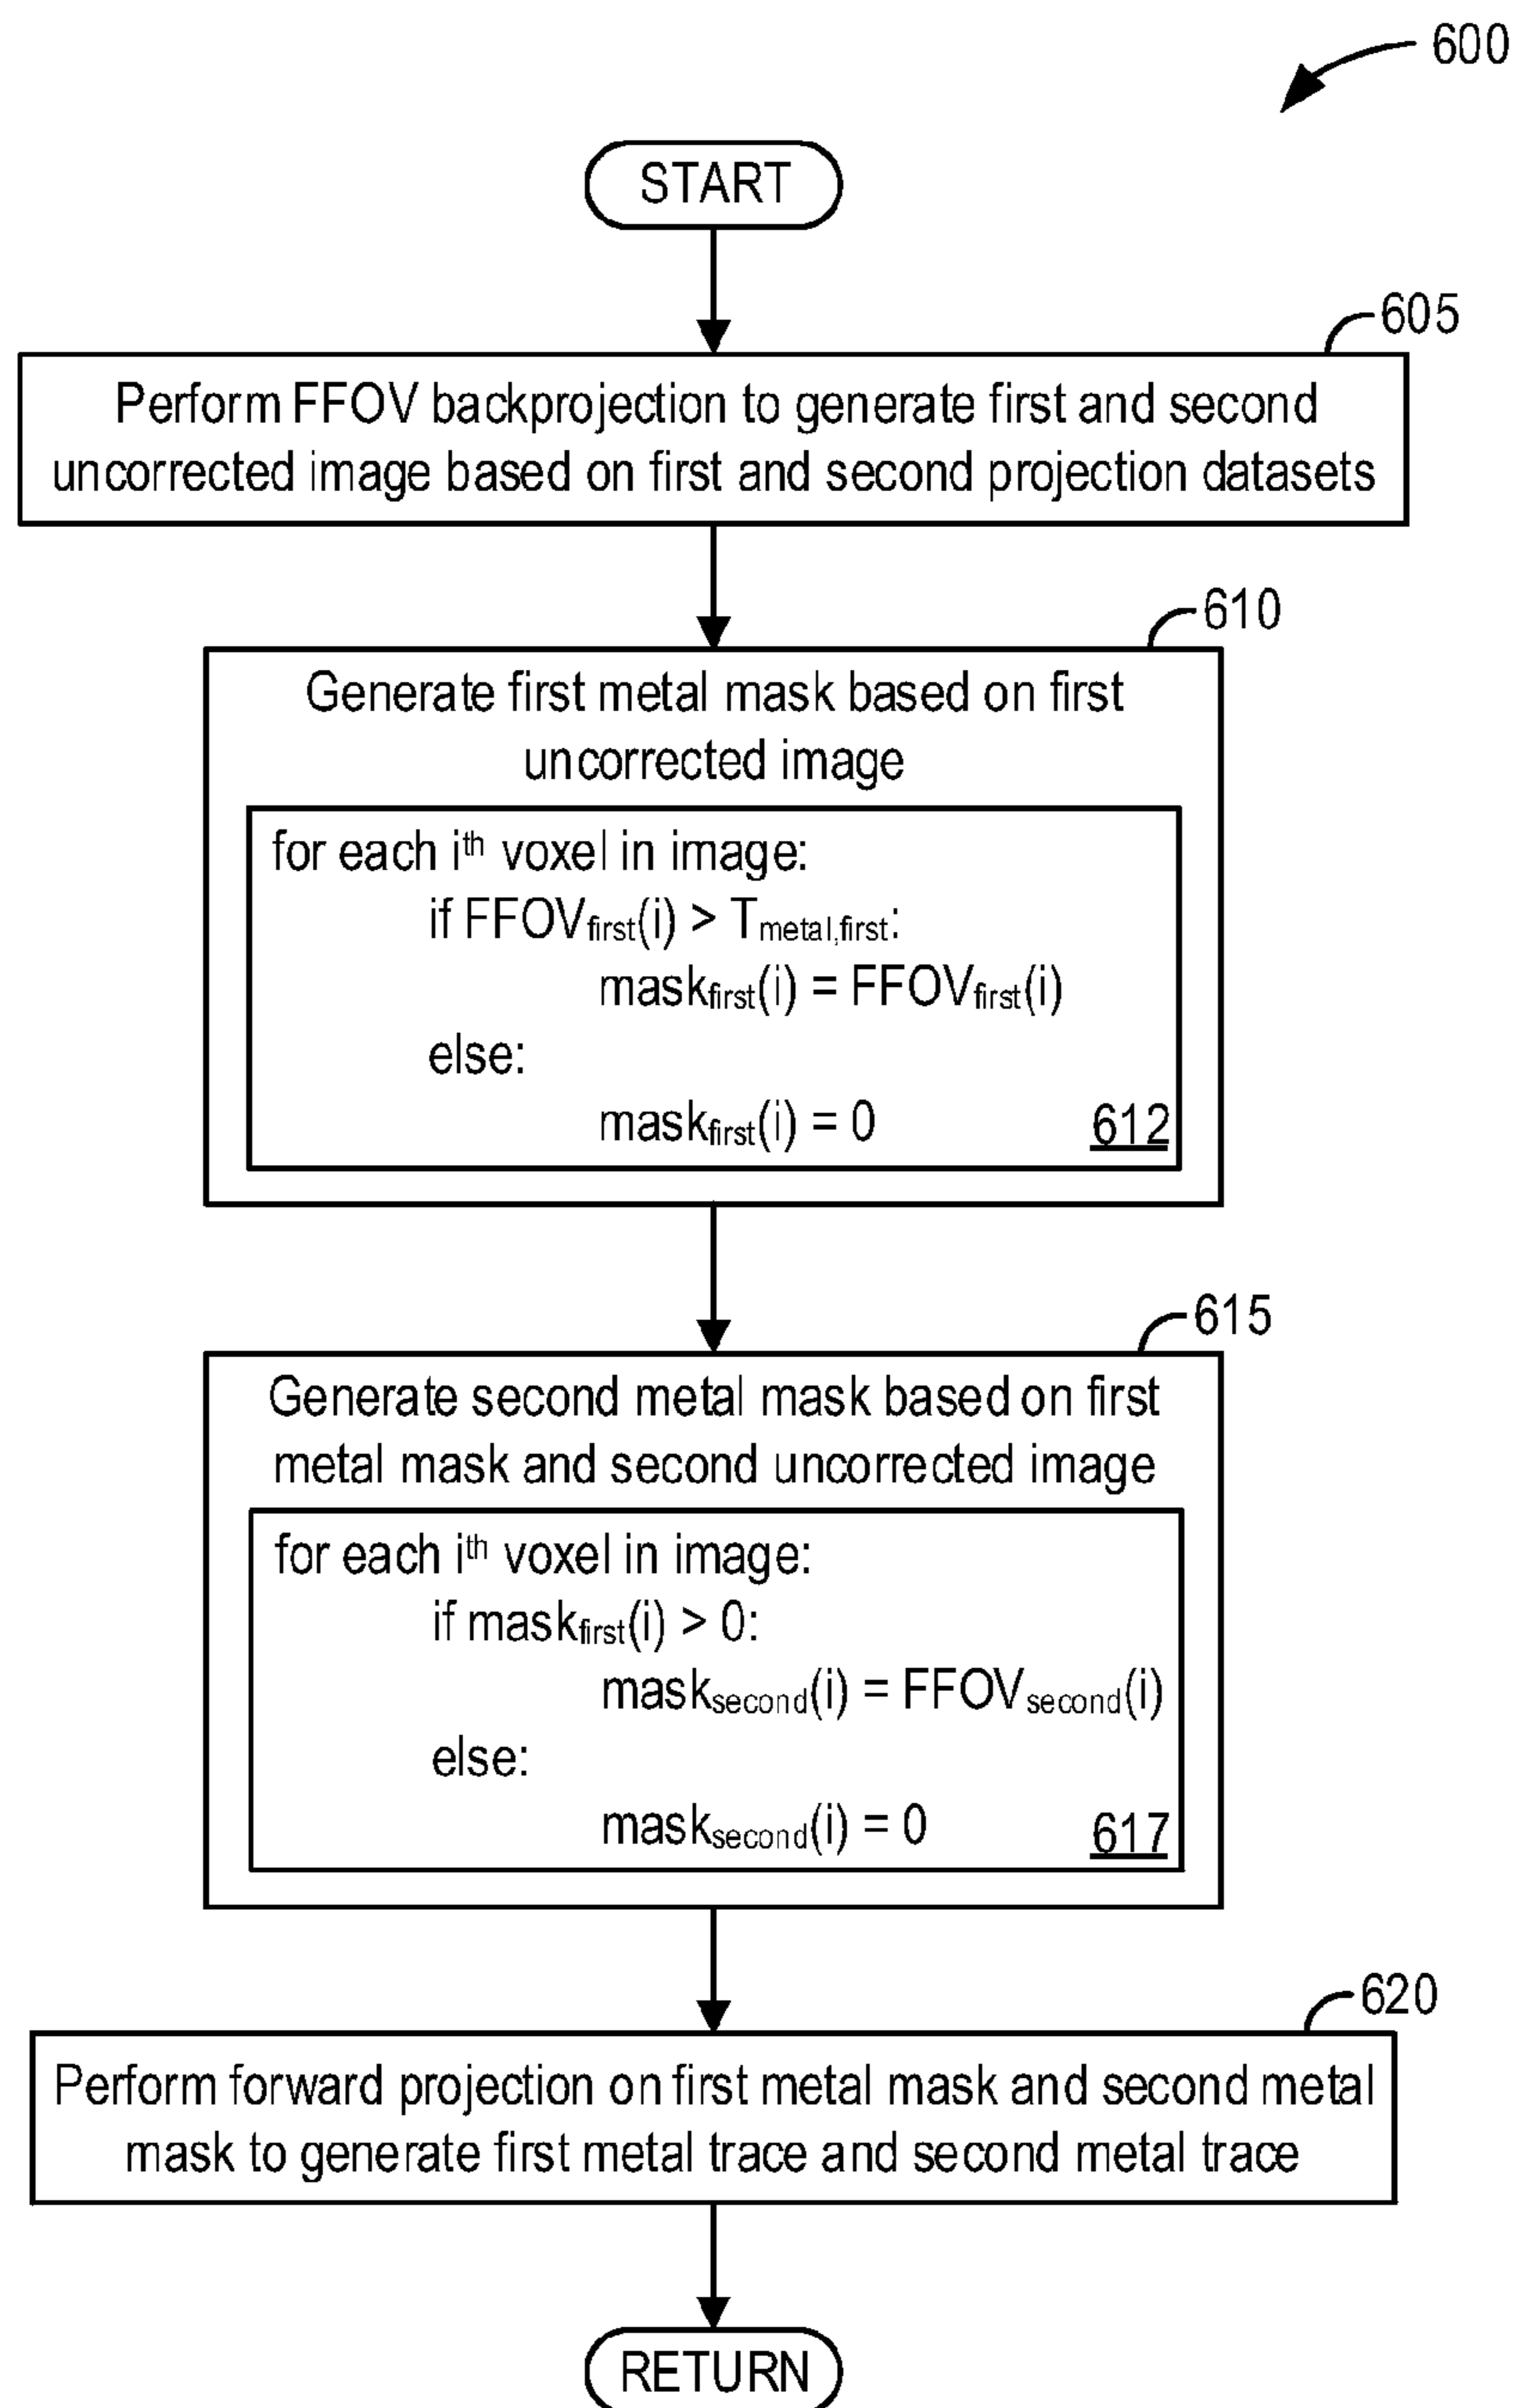 600
START
605
Perform FFOV backprojection to generate first and second
uncorrected image based on first and second projection datasets
610
Generate first metal mask based on first
uncorrected image
for each ith voxel in image:
if FFOVfirst(i) > Tmetal,first:
maskfirst(i) = FFOVfirst(i)
else:
maskfirst(i) = 0
612
615
Generate second metal mask based on first
metal mask and second uncorrected image
for each ith voxel in image:
if maskfirst(i) > 0:
masksecond(i) = FFOVsecond(i)
else:
masksecond(i) = 0
617
620
Perform forward projection on first metal mask and second metal
mask to generate first metal trace and second metal trace
RETURN